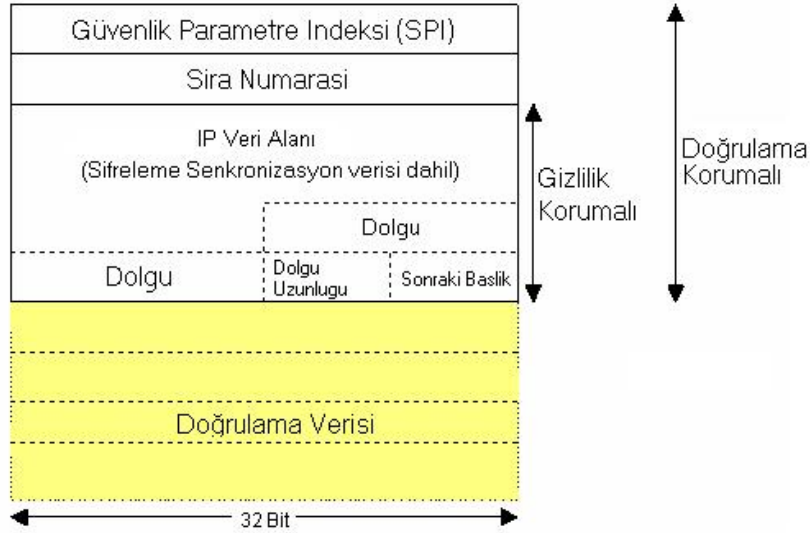 Güvenlik Parametre Indeksi (SPI)
Sira Numarasi
IP Veri Alanı
(Sifreleme Senkronizasyon verisi dahil)
Dolgu
Dolgu
Dolgu
Uzunlugu
Sonraki Baslik
Gizlilik
Korumalı
Doğrulama
Korumalı
Doğrulama Verisi
32 Bit